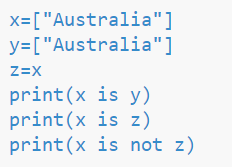 x=["Australia"]
y=["Australia"]
z=x
print(x is y)
print(x is z)
print(x is not z)